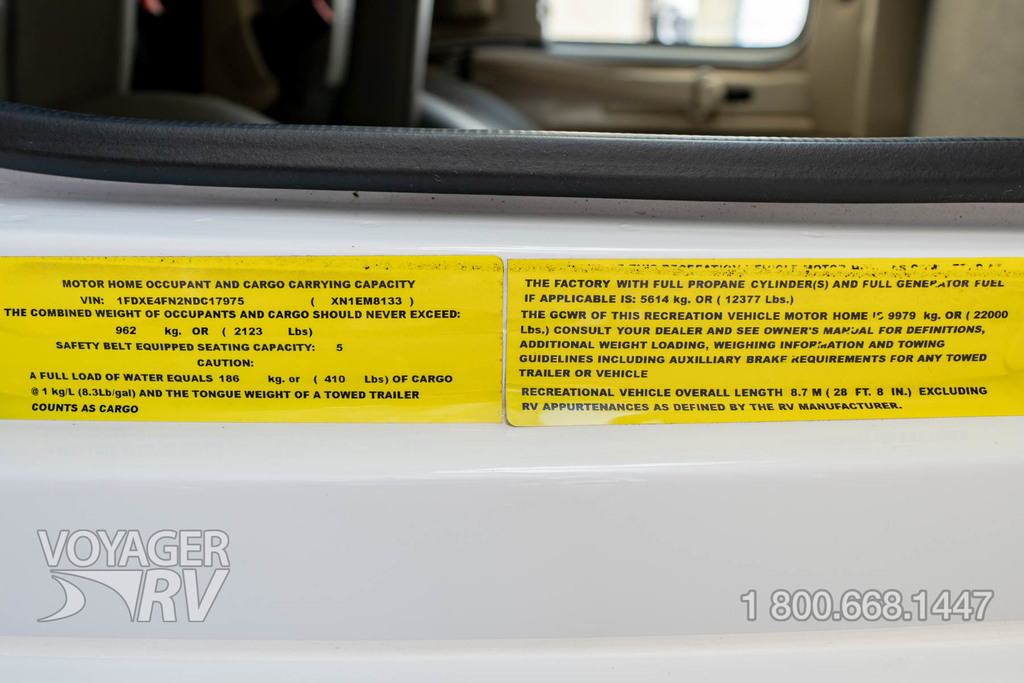 MOTOR HOME OCCUPANT AND CARGO CARRYING CAPACITY
VIN: 1FDXE4FN2NDC17975 ( XN1EM8133 )
THE COMBINED WEIGHT OF OCCUPANTS AND CARGO SHOULD NEVER EXCEED:
962 kg. OR ( 2123 Lbs)
SAFETY BELT EQUIPPED SEATING CAPACITY: 5
CAUTION:
A FULL LOAD OF WATER EQUALS 186 kg. or ( 410 Lbs) OF CARGO
@ 1 kg/L (8.3Lb/gal) AND THE TONGUE WEIGHT OF A TOWED TRAILER
COUNTS AS CARGO
THE FACTORY WITH FULL PROPANE CYLINDER(S) AND FULL GENERATOR FUEL
IF APPLICABLE IS: 5614 kg. OR ( 12377 Lbs.)
THE GCWR OF THIS RECREATION VEHICLE MOTOR HOME IS 9979 kg. OR ( 22000
Lbs.) CONSULT YOUR DEALER AND SEE OWNER'S MANUAL FOR DEFINITIONS,
ADDITIONAL WEIGHT LOADING, WEIGHING INFORMATION AND TOWING
GUIDELINES INCLUDING AUXILLIARY BRAKE REQUIREMENTS FOR ANY TOWED
TRAILER OR VEHICLE
RECREATIONAL VEHICLE OVERALL LENGTH 8.7 M ( 28 FT. 8 IN.) EXCLUDING
RV APPURTENANCES AS DEFINED BY THE RV MANUFACTURER.
VOYAGER
RV
1 800.668.1447